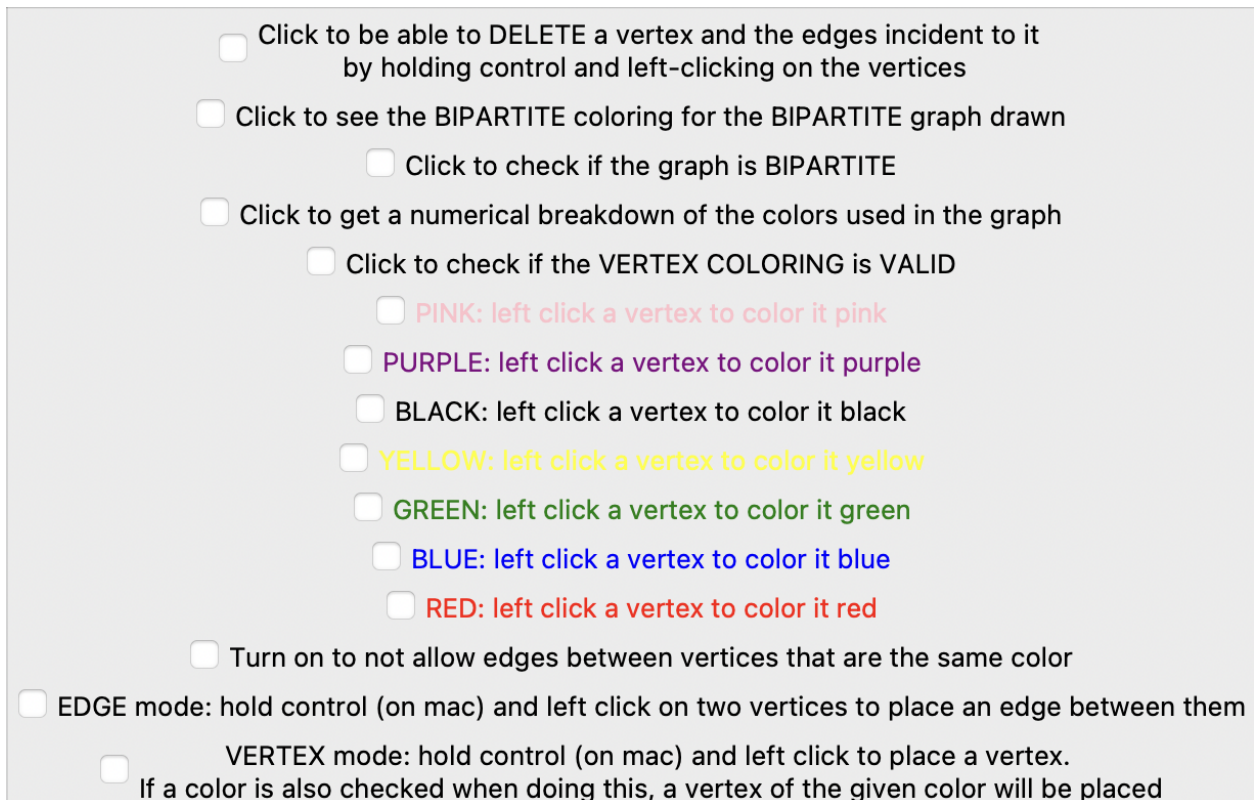 Click to be able to DELETE a vertex and the edges incident to it
by holding control and left-clicking on the vertices
Click to see the BIPARTITE coloring for the BIPARTITE graph drawn
Click to check if the graph is BIPARTITE
Click to get a numerical breakdown of the colors used in the graph
Click to check if the VERTEX COLORING is VALID
PINK: left click a vertex to color it pink
PURPLE: left click a vertex to color it purple
BLACK: left click a vertex to color it black
YELLOW: left click a vertex to color it yellow
GREEN: left click a vertex to color it green
BLUE: left click a vertex to color it blue
RED: left click a vertex to color it red
Turn on to not allow edges between vertices that are the same color
EDGE mode: hold control (on mac) and left click on two vertices to place an edge between them
VERTEX mode: hold control (on mac) and left click to place a vertex.
If a color is also checked when doing this, a vertex of the given color will be placed